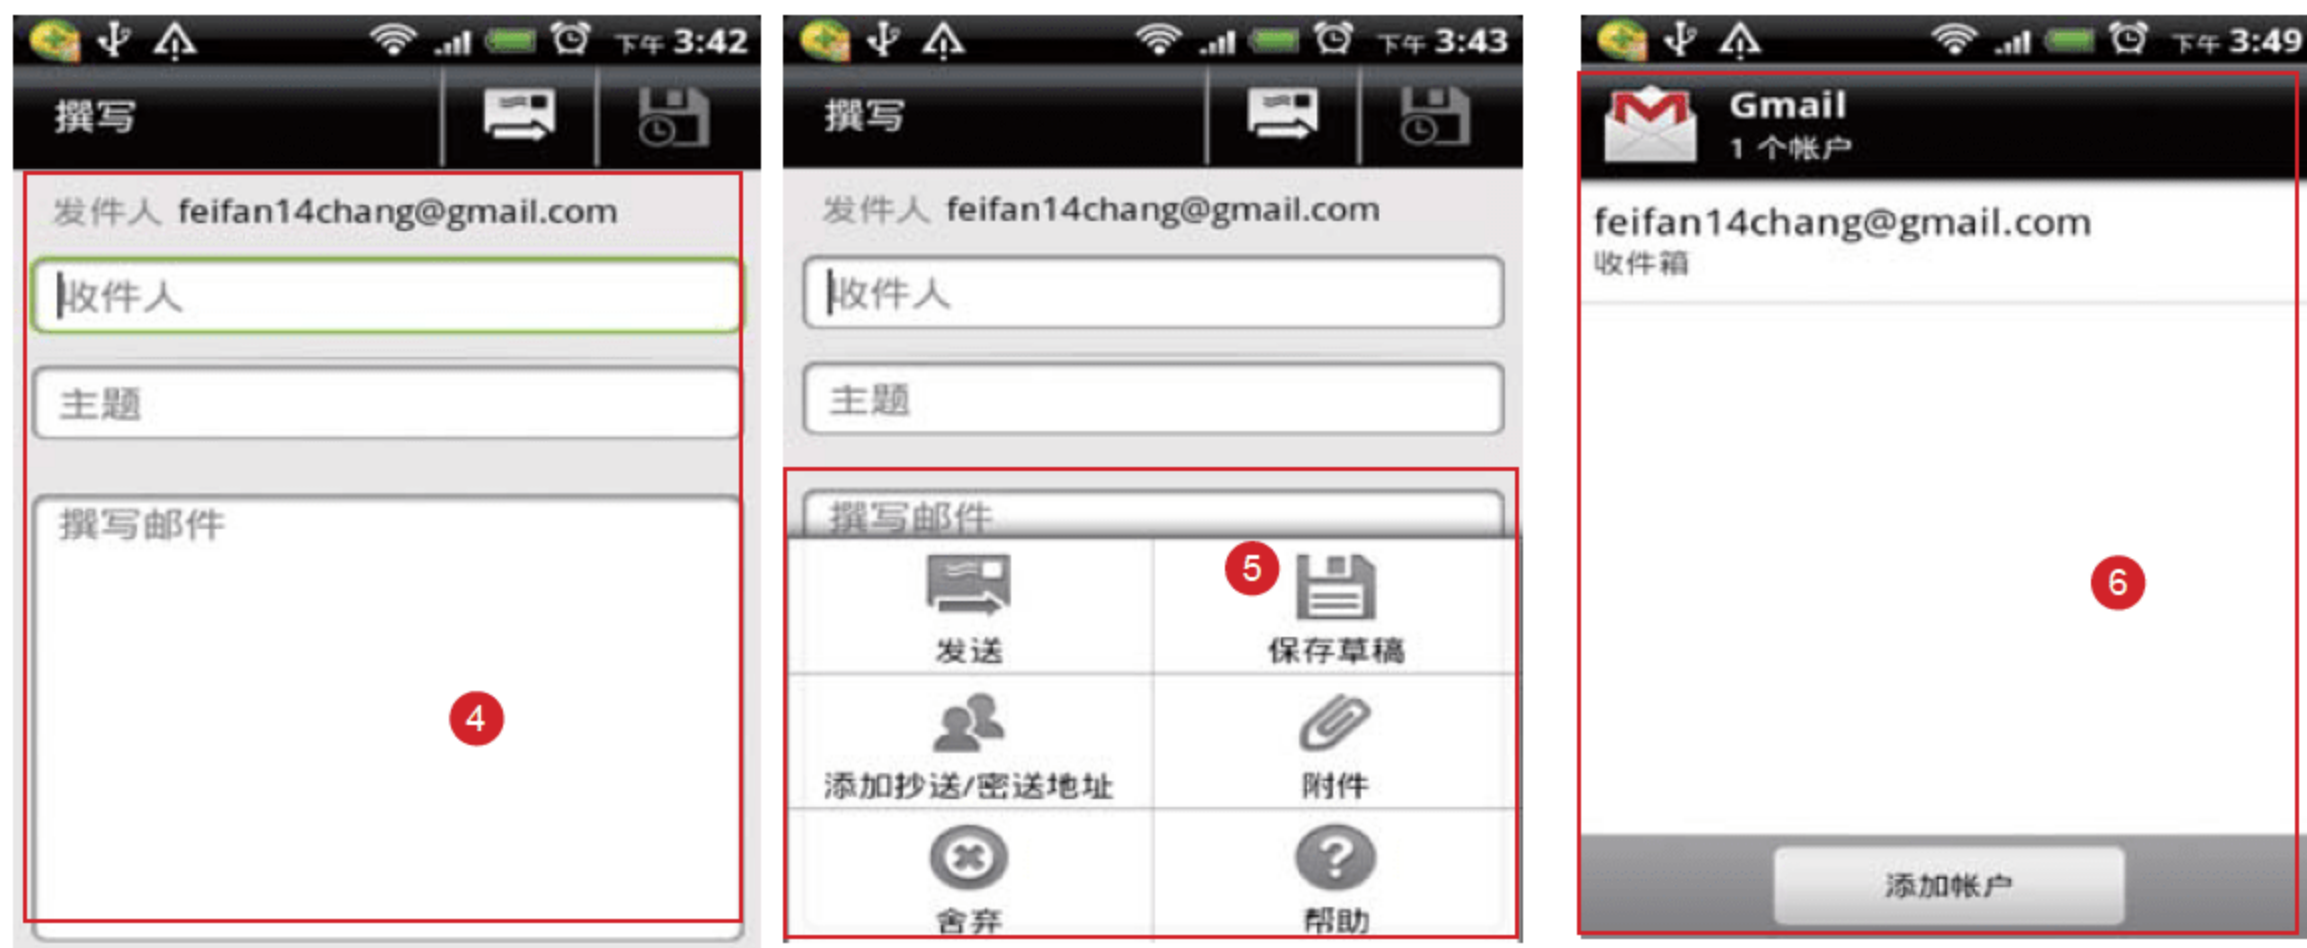 下午 3:42
撰写
发件人 feifan14chang@gmail.com
收件人
主题
撰写邮件
4
下午 3:43
撰写
发件人 feifan14chang@gmail.com
收件人
主题
撰写邮件
5
发送
保存草稿
添加抄送/密送地址
附件
舍弃
帮助
下午 3:49
Gmail
1 个帐户
feifan14chang@gmail.com
收件箱
6
添加帐户